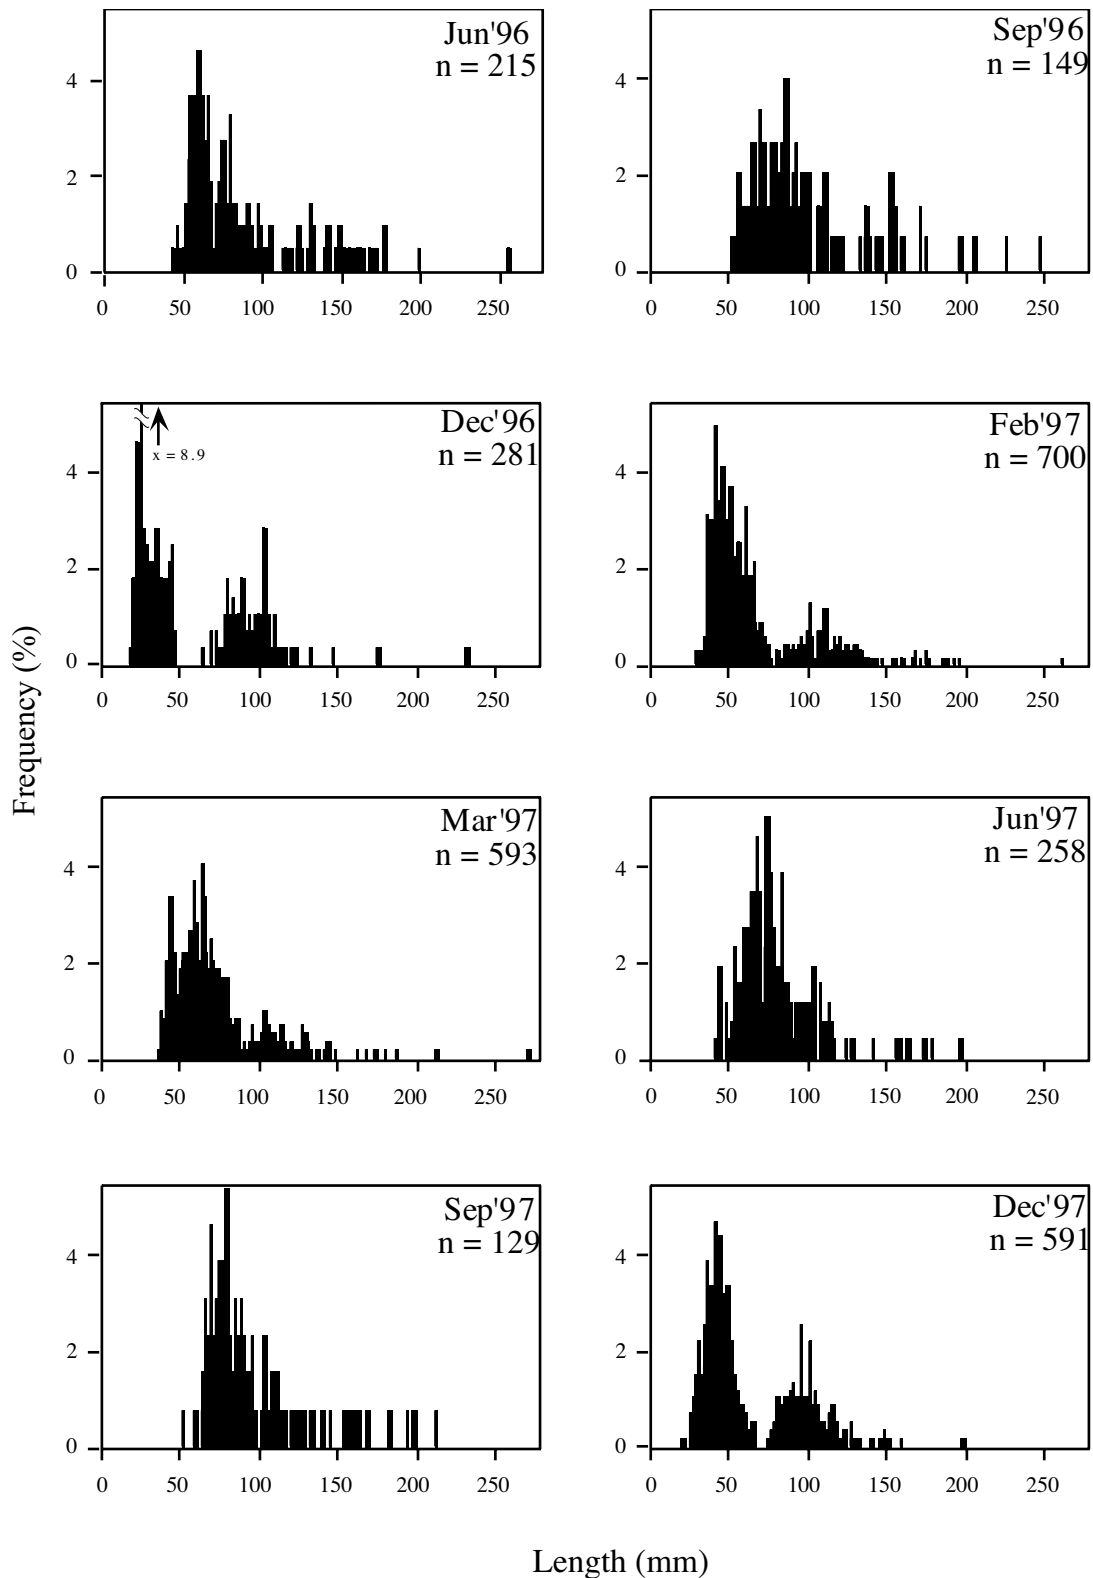 Jun'96
n = 215
4
2
0
0 50 100 150 200 250
Sep'96
n = 149
4
2
0
0 50 100 150 200 250
Dec'96
n = 281
x = 8.9
4
2
0
0 50 100 150 200 250
Feb'97
n = 700
4
2
0
0 50 100 150 200 250
Frequency (%)
Mar'97
n = 593
4
2
0
0 50 100 150 200 250
Jun'97
n = 258
4
2
0
0 50 100 150 200 250
Sep'97
n = 129
4
2
0
0 50 100 150 200 250
Dec'97
n = 591
4
2
0
0 50 100 150 200 250
Length (mm)